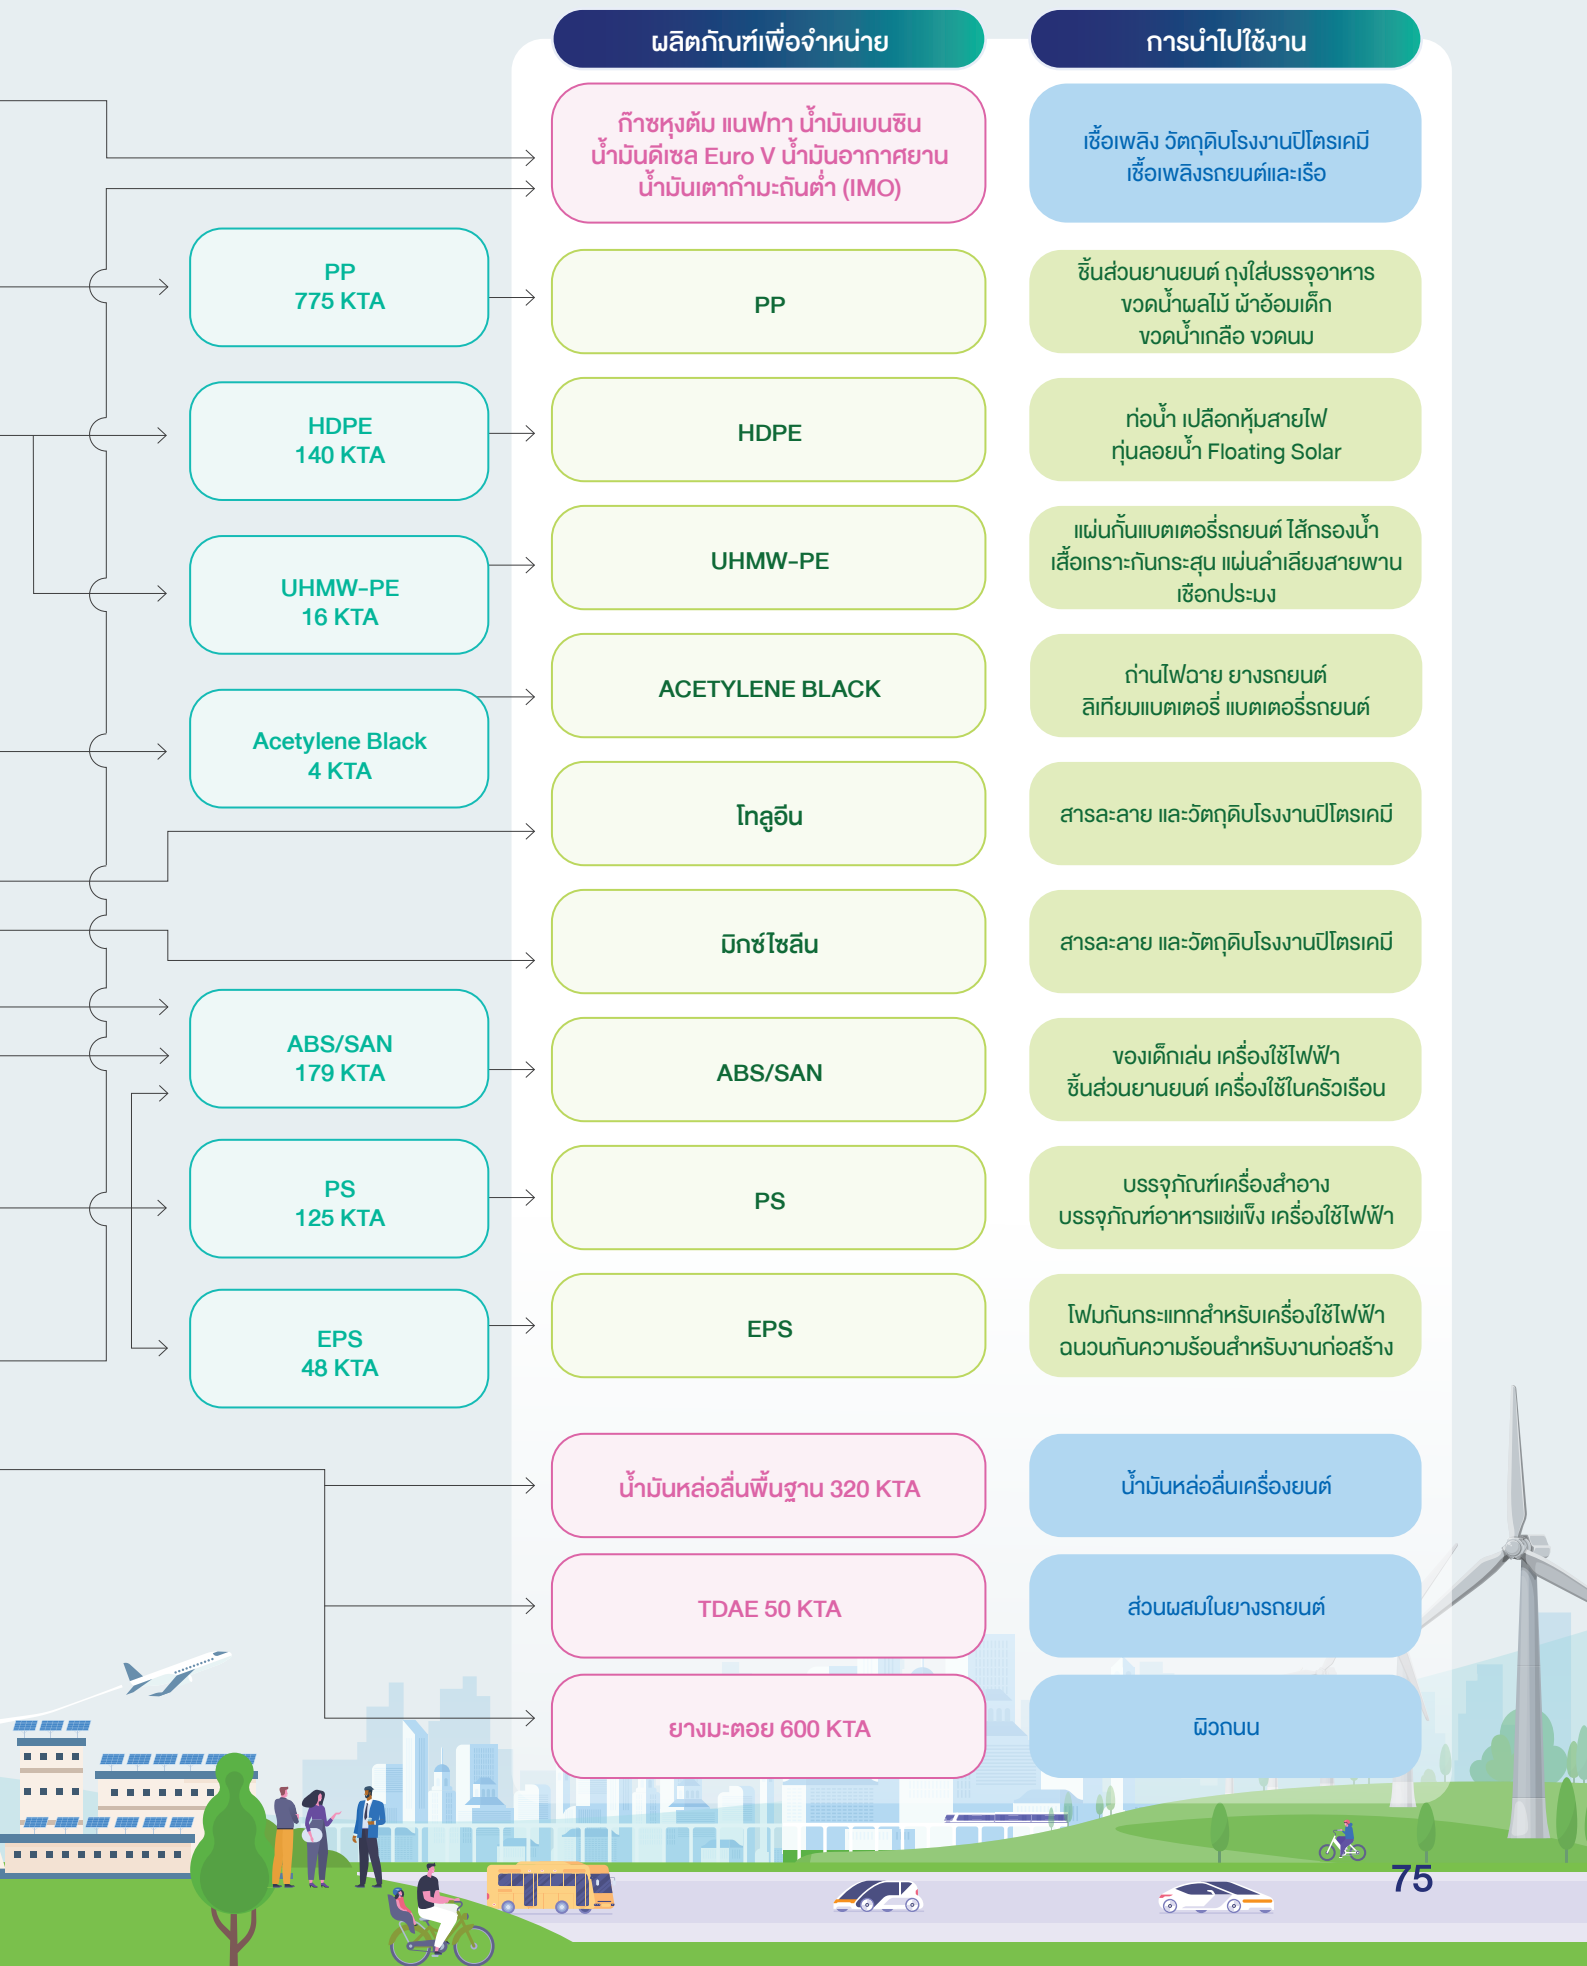 ผลิตภัณฑ์เพื่อจำหน่าย
การนำไปใช้งาน
ก๊าซหุงต้ม แนฟทา น้ำมันเบนซิน
น้ำมันดีเซล Euro V น้ำมันอากาศยาน
น้ำมันเตากำมะถันต่ำ (IMO)
เชื้อเพลิง วัตถุดิบโรงงานปิโตรเคมี
เชื้อเพลิงรถยนต์และเรือ
PP
775 KTA
PP
ชิ้นส่วนยานยนต์ ถุงใส่บรรจุอาหาร
ขวดน้ำผลไม้ ผ้าอ้อมเด็ก
ขวดน้ำเกลือ ขวดนม
HDPE
140 KTA
HDPE
ท่อน้ำ เปลือกหุ้มสายไฟ
ทุ่นลอยน้ำ Floating Solar
UHMW-PE
16 KTA
UHMW-PE
แผ่นกั้นแบตเตอรี่รถยนต์ ไส้กรองน้ำ
เสื้อเกราะกันกระสุน แผ่นลำเลียงสายพาน
เชือกประมง
Acetylene Black
4 KTA
ACETYLENE BLACK
ถ่านไฟฉาย ยางรถยนต์
ลิเทียมแบตเตอรี่ แบตเตอรี่รถยนต์
โทลูอีน
สารละลาย และวัตถุดิบโรงงานปิโตรเคมี
มิกซ์ไซลีน
สารละลาย และวัตถุดิบโรงงานปิโตรเคมี
ABS/SAN
179 KTA
ABS/SAN
ของเด็กเล่น เครื่องใช้ไฟฟ้า
ชิ้นส่วนยานยนต์ เครื่องใช้ในครัวเรือน
PS
125 KTA
PS
บรรจุภัณฑ์เครื่องสำอาง
บรรจุภัณฑ์อาหารแช่แข็ง เครื่องใช้ไฟฟ้า
EPS
48 KTA
EPS
โฟมกันกระแทกสำหรับเครื่องใช้ไฟฟ้า
ฉนวนกันความร้อนสำหรับงานก่อสร้าง
น้ำมันหล่อลื่นพื้นฐาน 320 KTA
น้ำมันหล่อลื่นเครื่องยนต์
TDAE 50 KTA
ส่วนผสมในยางรถยนต์
ยางมะตอย 600 KTA
ผิวถนน
75